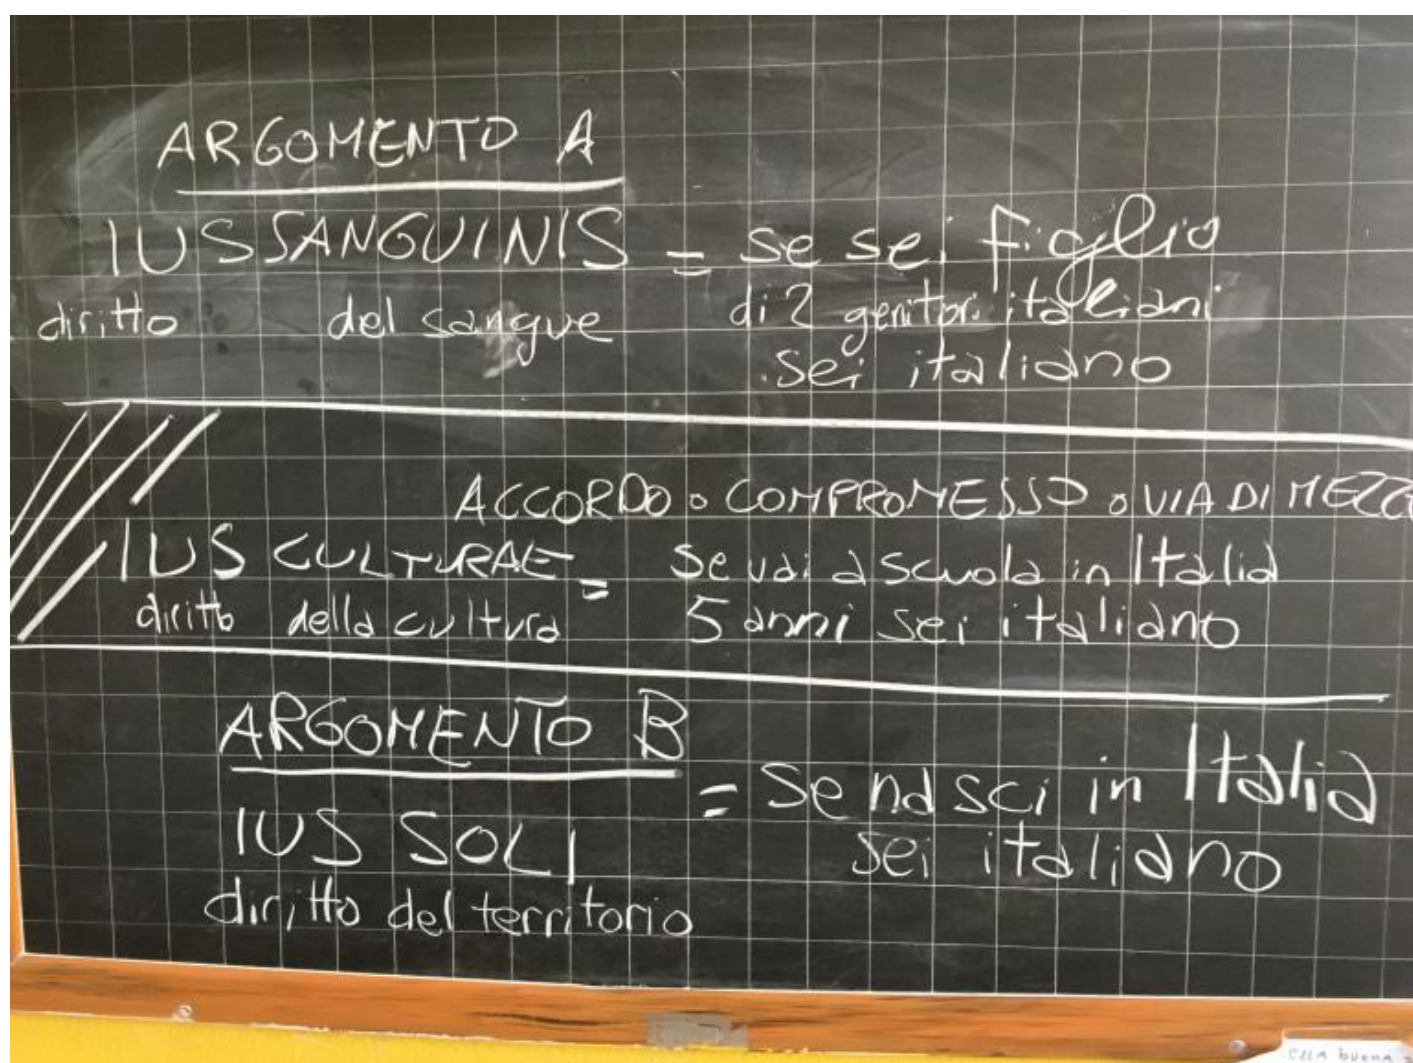 ARGOMENTO A
IUS SANGUINIS = se sei figlio
diritto del sangue di 2 genitori italiani
sei italiano
ACCORDO o COMPROMESSO o VIA DI MEZZO
IUS CULTURAE = se vai a scuola in Italia
diritto della cultura 5 anni sei italiano
ARGOMENTO B
= se nasci in Italia
IUS SOLI sei italiano
diritto del territorio
buona